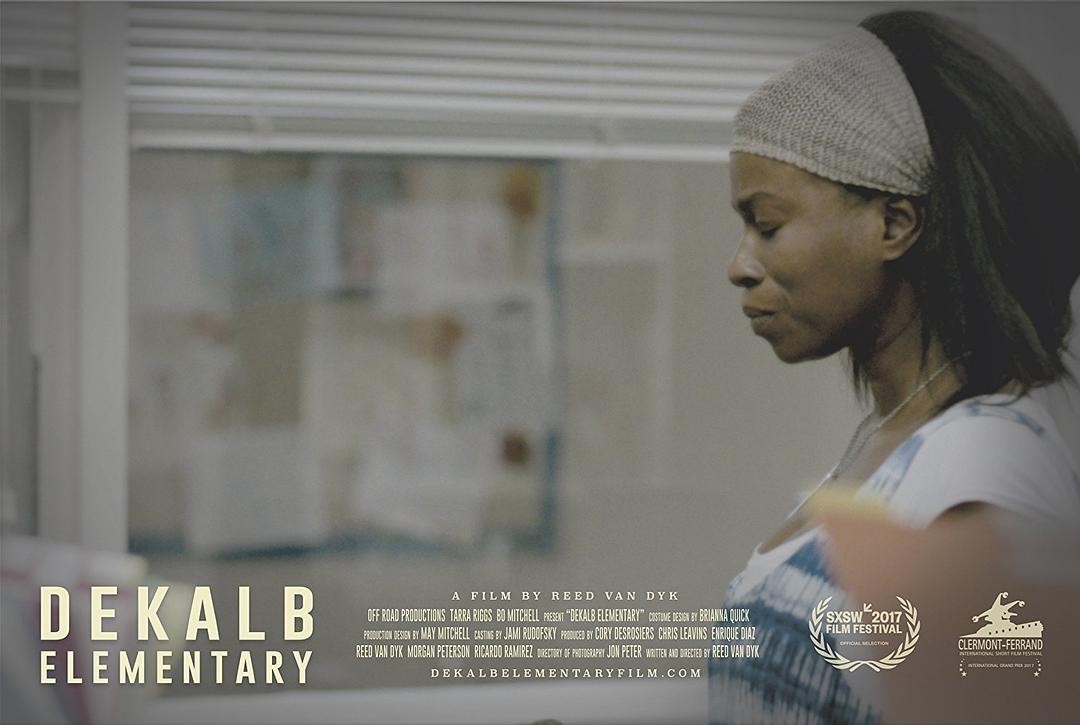 DEKALB
ELEMENTARY
A FILM BY REED VAN DYK
OFF ROAD PRODUCTIONS TARRA RIGGS BO MITCHELL PRESENT "DEKALB ELEMENTARY" COSTUME DESIGN BY BRIANNA QUICK
PRODUCTION DESIGN BY MAY MITCHELL CASTING BY JAMI RUDOFSKY PRODUCED BY CORY DESROSIERS CHRIS LEAVINS ENRIQUE DIAZ
REED VAN DYK MORGAN PETERSON RICARDO RAMIREZ DIRECTORY OF PHOTOGRAPHY JON PETER WRITTEN AND DIRECTED BY REED VAN DYK
DEKALBELEMENTARYFILM.COM
SXSW 2017
FILM FESTIVAL
OFFICIAL SELECTION
CLERMONT-FERRAND
INTERNATIONAL SHORT FILM FESTIVAL
INTERNATIONAL GRAND PRIX 2017